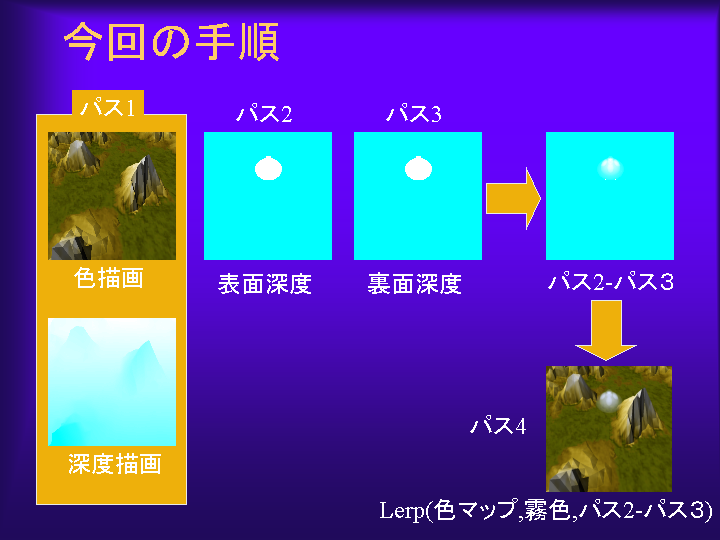 今回の手順
パス1
色描画
深度描画
パス2
表面深度
パス3
裏面深度
パス2-パス３
パス4
Lerp(色マップ,霧色,パス2-パス３)